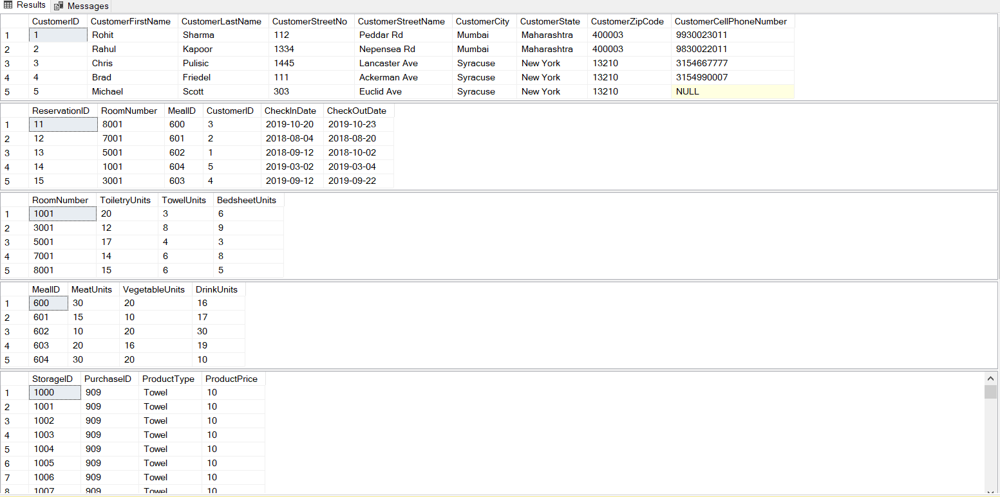 Results Messages
CustomerID CustomerFirstName CustomerLastName CustomerStreetNo CustomerStreetName CustomerCity CustomerState CustomerZipCode CustomerCellPhoneNumber
1 1 Rohit Sharma 112 Peddar Rd Mumbai Maharashtra 400003 9930023011
2 2 Rahul Kapoor 1334 Nepensea Rd Mumbai Maharashtra 400003 9830022011
3 3 Chris Pulisic 1445 Lancaster Ave Syracuse New York 13210 3154667777
4 4 Brad Friedel 111 Ackerman Ave Syracuse New York 13210 3154990007
5 5 Michael Scott 303 Euclid Ave Syracuse New York 13210 NULL
ReservationID RoomNumber MealID CustomerID CheckInDate CheckOutDate
1 11 8001 600 3 2019-10-20 2019-10-23
2 12 7001 601 2 2018-08-04 2018-08-20
3 13 5001 602 1 2018-09-12 2018-10-02
4 14 1001 604 5 2019-03-02 2019-03-04
5 15 3001 603 4 2019-09-12 2019-09-22
RoomNumber ToiletryUnits TowelUnits BedsheetUnits
1 1001 20 3 6
2 3001 12 8 9
3 5001 17 4 3
4 7001 14 6 8
5 8001 15 6 5
MealID MeatUnits VegetableUnits DrinkUnits
1 600 30 20 16
2 601 15 10 17
3 602 10 20 30
4 603 20 16 19
5 604 30 20 10
StorageID PurchaseID ProductType ProductPrice
1 1000 909 Towel 10
2 1001 909 Towel 10
3 1002 909 Towel 10
4 1003 909 Towel 10
5 1004 909 Towel 10
6 1005 909 Towel 10
7 1006 909 Towel 10
8 1007 909 Towel 10